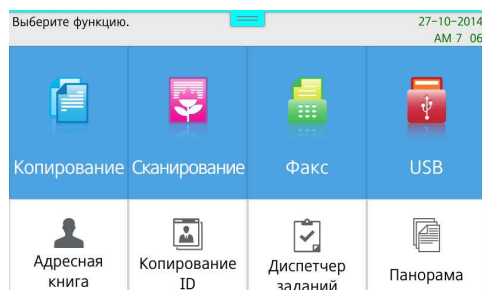 Выберите функцию.
27-10-2014
AM 7 06
Копирование Сканирование Факс USB
Адресная книга
Копирование ID
Диспетчер заданий
Панорама